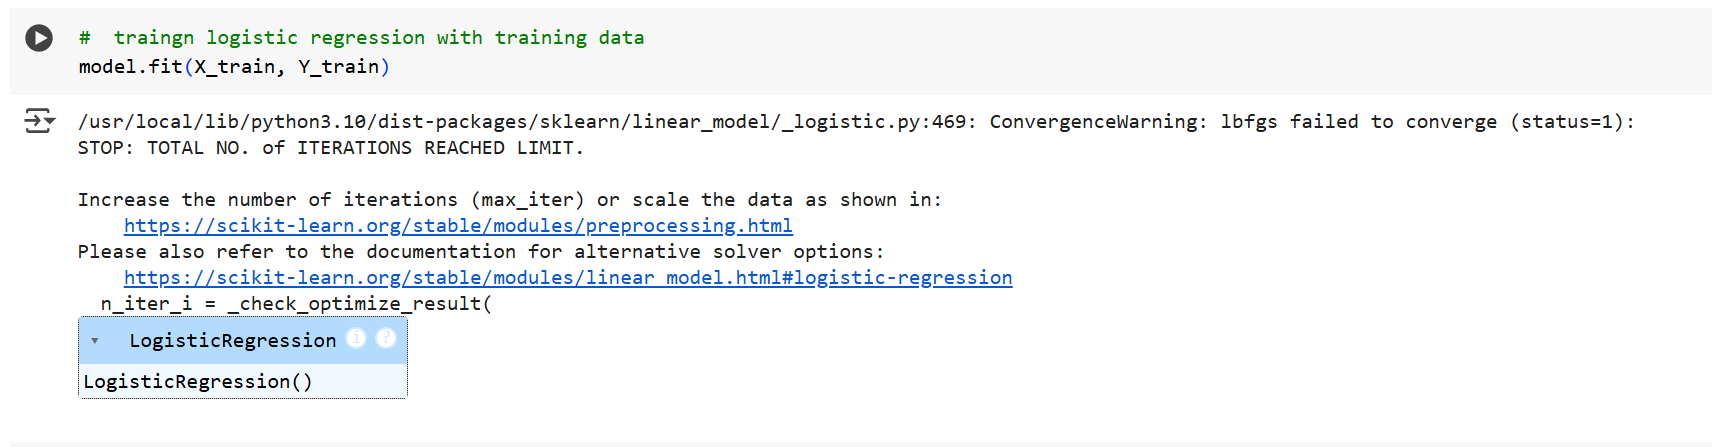 #  traingn logistic regression with training data
model.fit(X_train, Y_train)
/usr/local/lib/python3.10/dist-packages/sklearn/linear_model/_logistic.py:469: ConvergenceWarning: lbfgs failed to converge (status=1):
STOP: TOTAL NO. of ITERATIONS REACHED LIMIT.
Increase the number of iterations (max_iter) or scale the data as shown in:
https://scikit-learn.org/stable/modules/preprocessing.html
Please also refer to the documentation for alternative solver options:
https://scikit-learn.org/stable/modules/linear_model.html#logistic-regression
n_iter_i = _check_optimize_result(
LogisticRegression i ?
LogisticRegression()